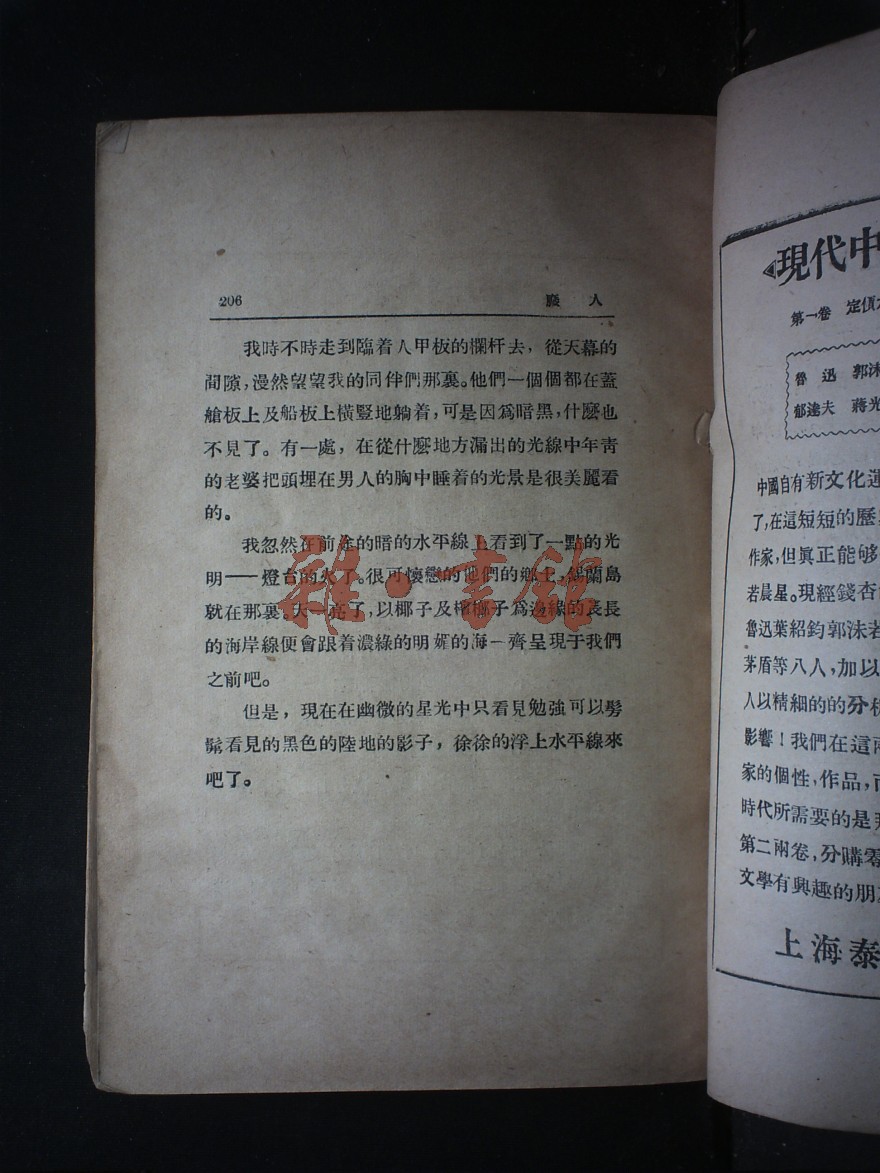 206
廢 人
我時不時走到臨着八甲板的欄杆去，從天幕的
間隙，漫然望望我的同伴們那裏。他們一個個都在蓋
艙板上及船板上橫豎地躺着，可是因爲暗黑，什麼也
不見了。有一處，在從什麼地方漏出的光線中年靑
的老婆把頭埋在男人的胸中睡着的光景是很美麗看
的。
我忽然在前途的暗的水平線上看到了一點的光
明——燈台的火了。很可懷戀的他們的鄉土，錫蘭島
就在那裏。天一亮了，以椰子及檳榔子爲邊緣的長長
的海岸線便會跟着濃綠的明媚的海一齊呈現于我們
之前吧。
但是，現在在幽微的星光中只看見勉強可以髣
髴看見的黑色的陸地的影子，徐徐的浮上水平線來
吧了。
雜·書館
現代中
第一卷 定價
魯 迅 郭沫
郁達夫 蔣光
中國自有新文化運
了，在這短短的歷
作家，但眞正能够
若晨星。現經錢杏
魯迅葉紹鈞郭沫若
茅盾等八人，加以
人以精細的的分析
影響！我們在這兩
家的個性，作品，而
時代所需要的是
第二兩卷，分購零
文學有興趣的朋
上海泰